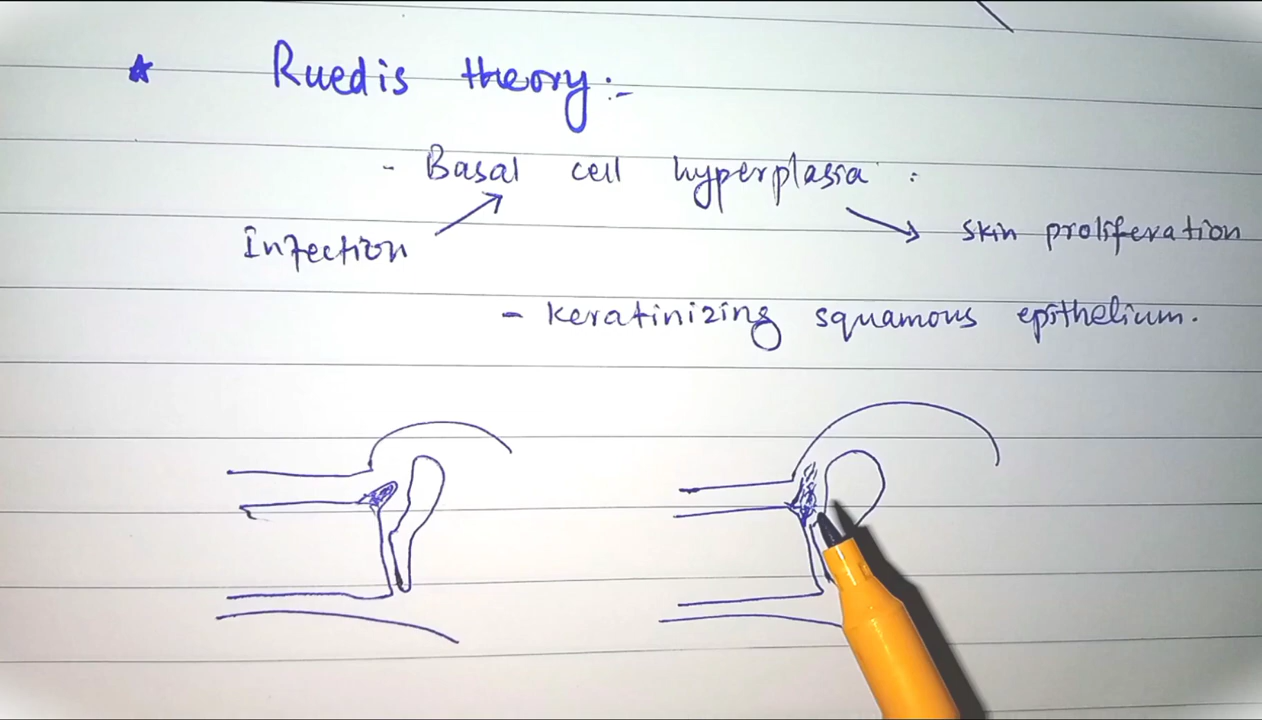 * Ruedis theory:-
- Basal cell hyperplasia :
Infection
skin proliferation
- keratinizing squamous epithelium.